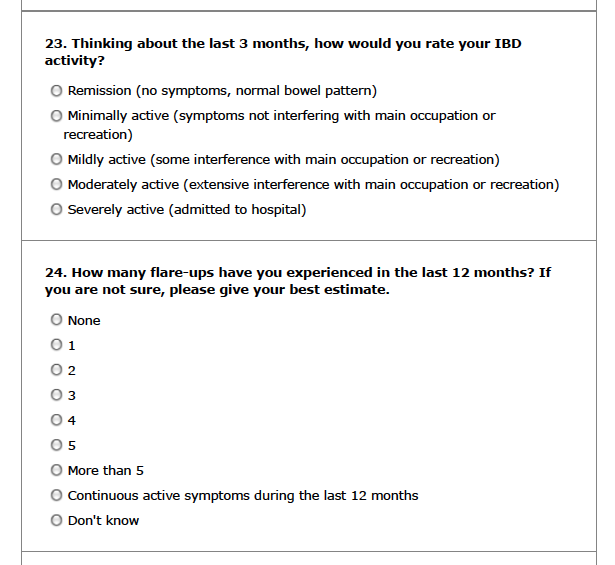 23. Thinking about the last 3 months, how would you rate your IBD
activity?
Remission (no symptoms, normal bowel pattern)
Minimally active (symptoms not interfering with main occupation or
recreation)
Mildly active (some interference with main occupation or recreation)
Moderately active (extensive interference with main occupation or recreation)
Severely active (admitted to hospital)
24. How many flare-ups have you experienced in the last 12 months? If
you are not sure, please give your best estimate.
None
1
2
3
4
5
More than 5
Continuous active symptoms during the last 12 months
Don't know